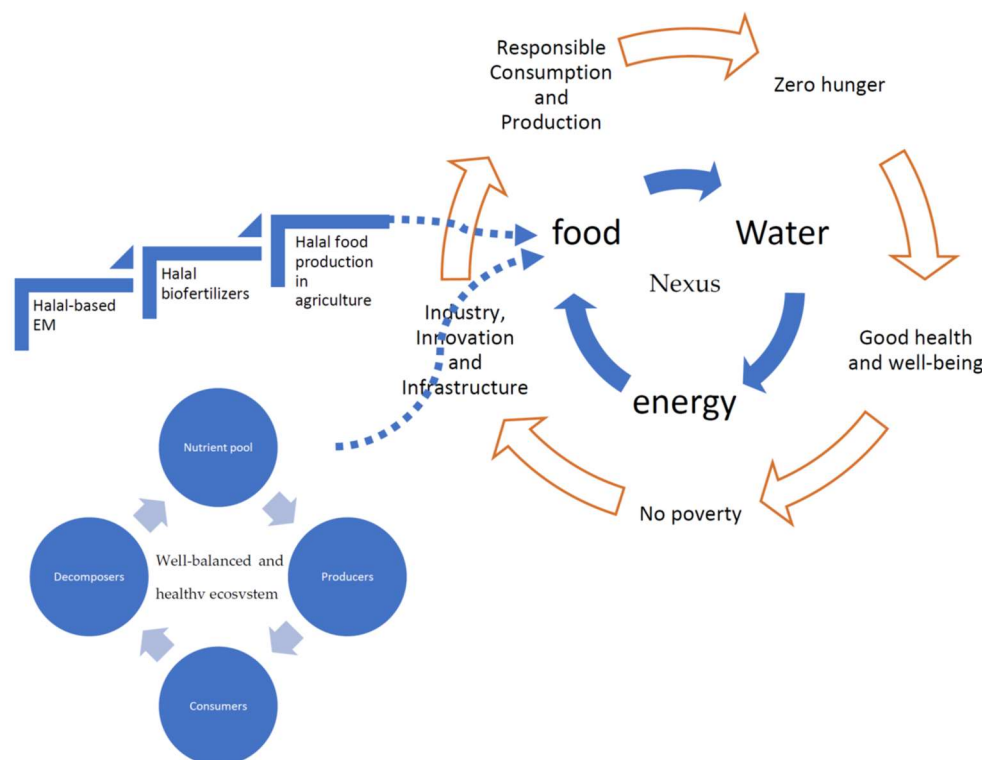 Responsible
Consumption
and
Production
Zero hunger
food
Water
Nexus
energy
Good health
and well-being
No poverty
Industry,
Innovation
and
Infrastructure
Halal-based
EM
Halal
biofertilizers
Halal food
production
in
agriculture
Nutrient pool
Producers
Consumers
Decomposers
Well-balanced and
healthy ecosystem